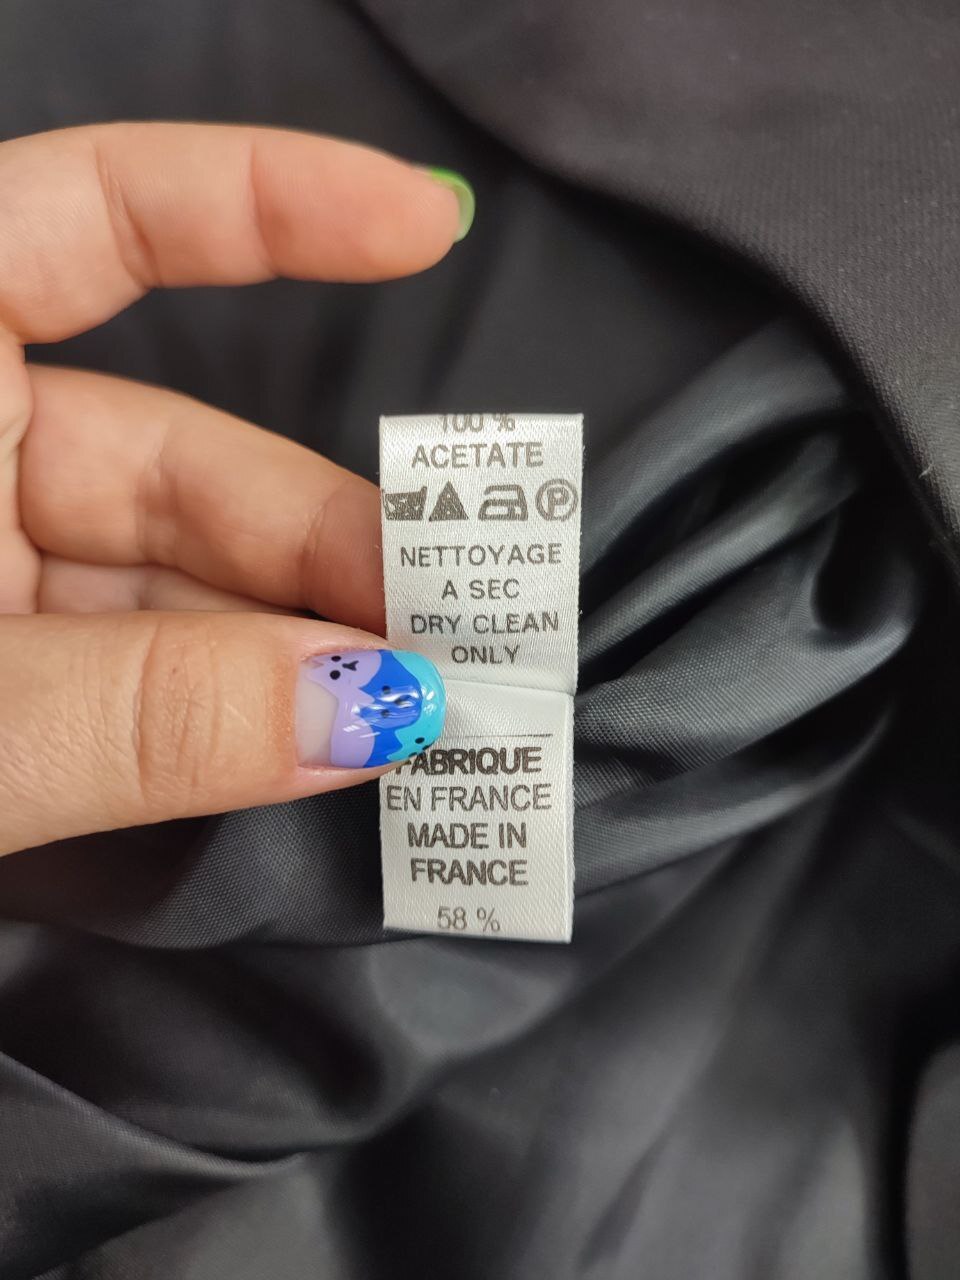 100 %
ACETATE
P
NETTOYAGE
A SEC
DRY CLEAN
ONLY
FABRIQUE
EN FRANCE
MADE IN
FRANCE
58 %